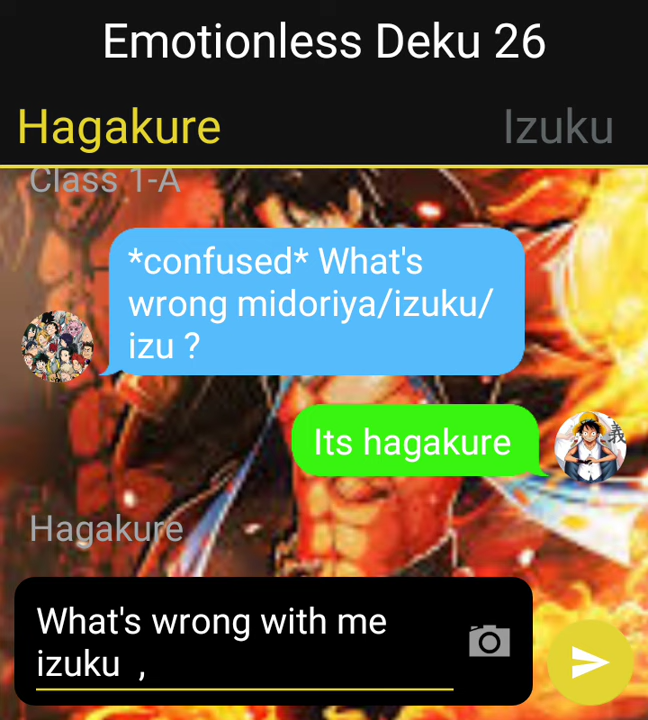 Emotionless Deku 26
Hagakure
Izuku
Class 1-A
*confused* What's
wrong midoriya/izuku/
izu ?
Its hagakure
義
Hagakure
What's wrong with me
izuku  ,